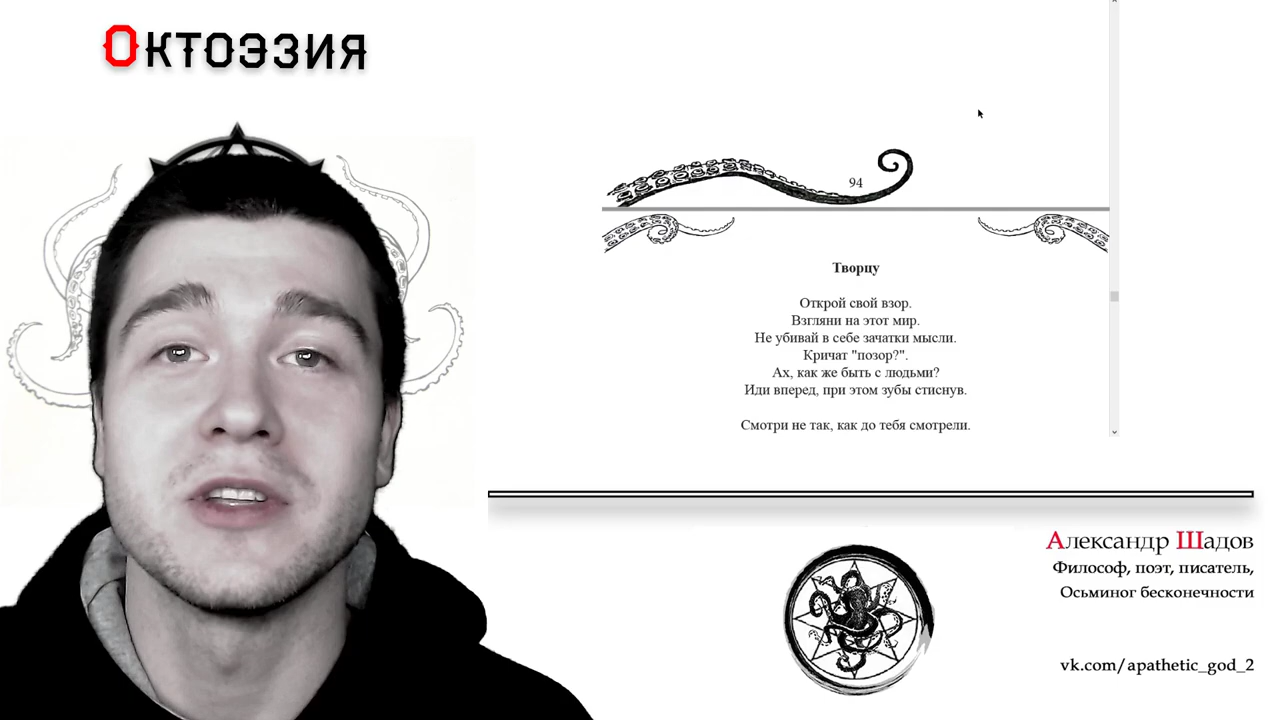 Октоэзия
94
Творцу
Открой свой взор.
Взгляни на этот мир.
Не убивай в себе зачатки мысли.
Кричат "позор?".
Ах, как же быть с людьми?
Иди вперед, при этом зубы стиснув.
Смотри не так, как до тебя смотрели.
Александр Шадов
Философ, поэт, писатель,
Осьминог бесконечности
vk.com/apathetic_god_2